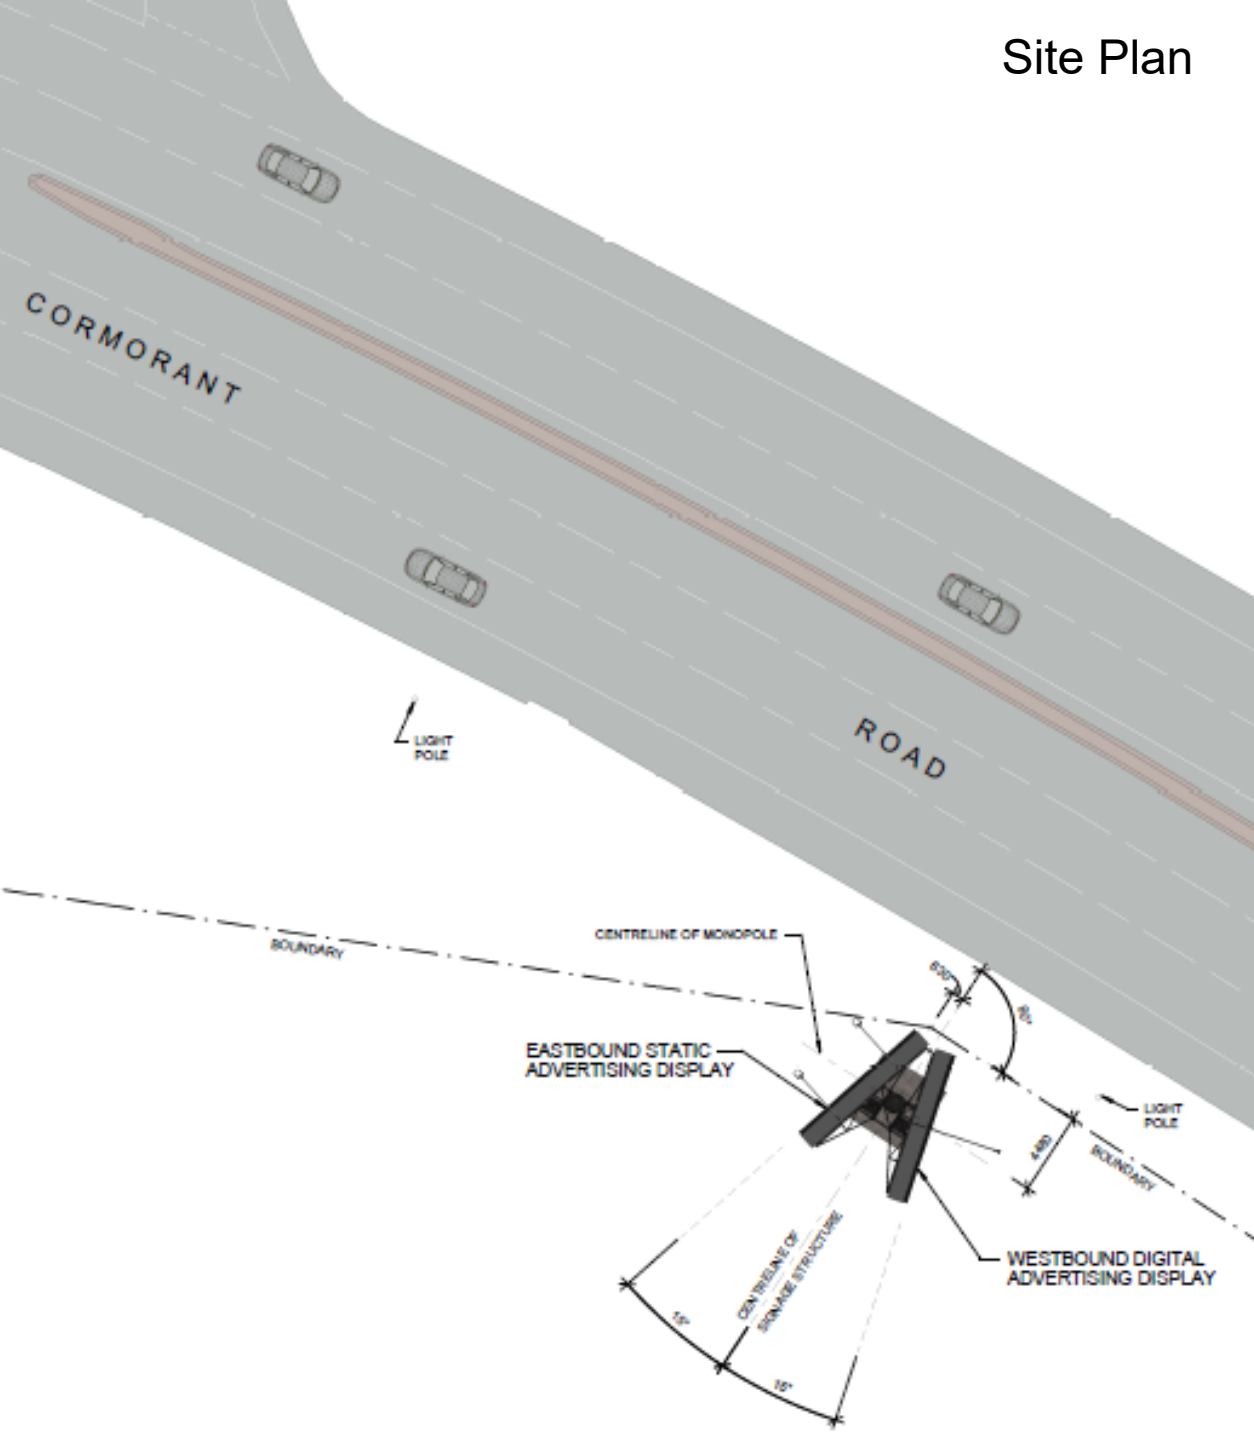 Site Plan
CORMORANT
ROAD
LIGHT
POLE
BOUNDARY
CENTRELINE OF MONOPOLE
EASTBOUND STATIC
ADVERTISING DISPLAY
LIGHT
POLE
4480
BOUNDARY
WESTBOUND DIGITAL
ADVERTISING DISPLAY
CENTRELINE OF
SIGNAGE STRUCTURE
15°